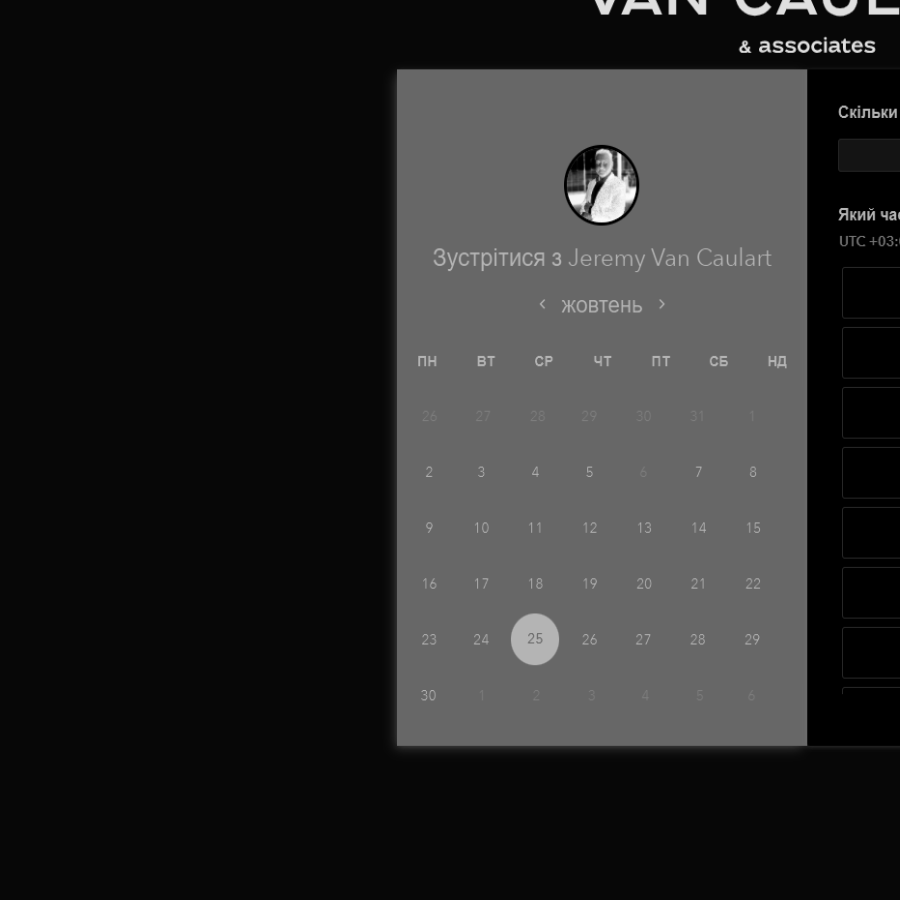 & associates
Зустрітися з Jeremy Van Caulart
жовтень
ПН ВТ СР ЧТ ПТ СБ НД
26 27 28 29 30 31 1
2 3 4 5 6 7 8
9 10 11 12 13 14 15
16 17 18 19 20 21 22
23 24 25 26 27 28 29
30 1 2 3 4 5 6
Скільки
Який
UTC +03: